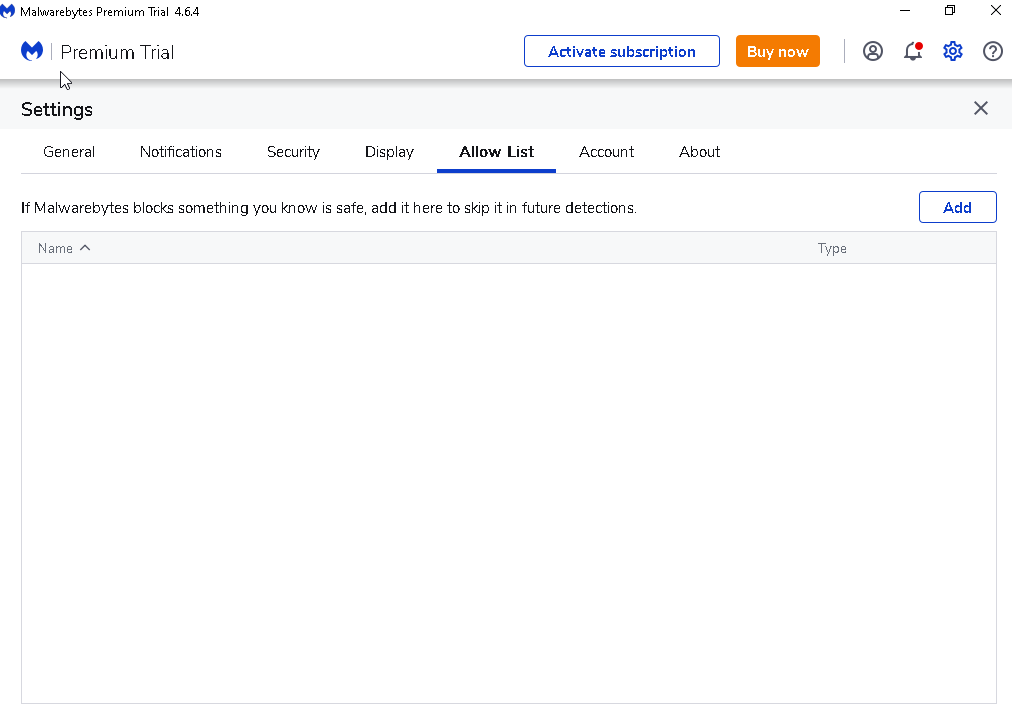 Malwarebytes Premium Trial 4.6.4
Premium Trial
Activate subscription
Buy now
Settings
General
Notifications
Security
Display
Allow List
Account
About
If Malwarebytes blocks something you know is safe, add it here to skip it in future detections.
Add
Name
Type